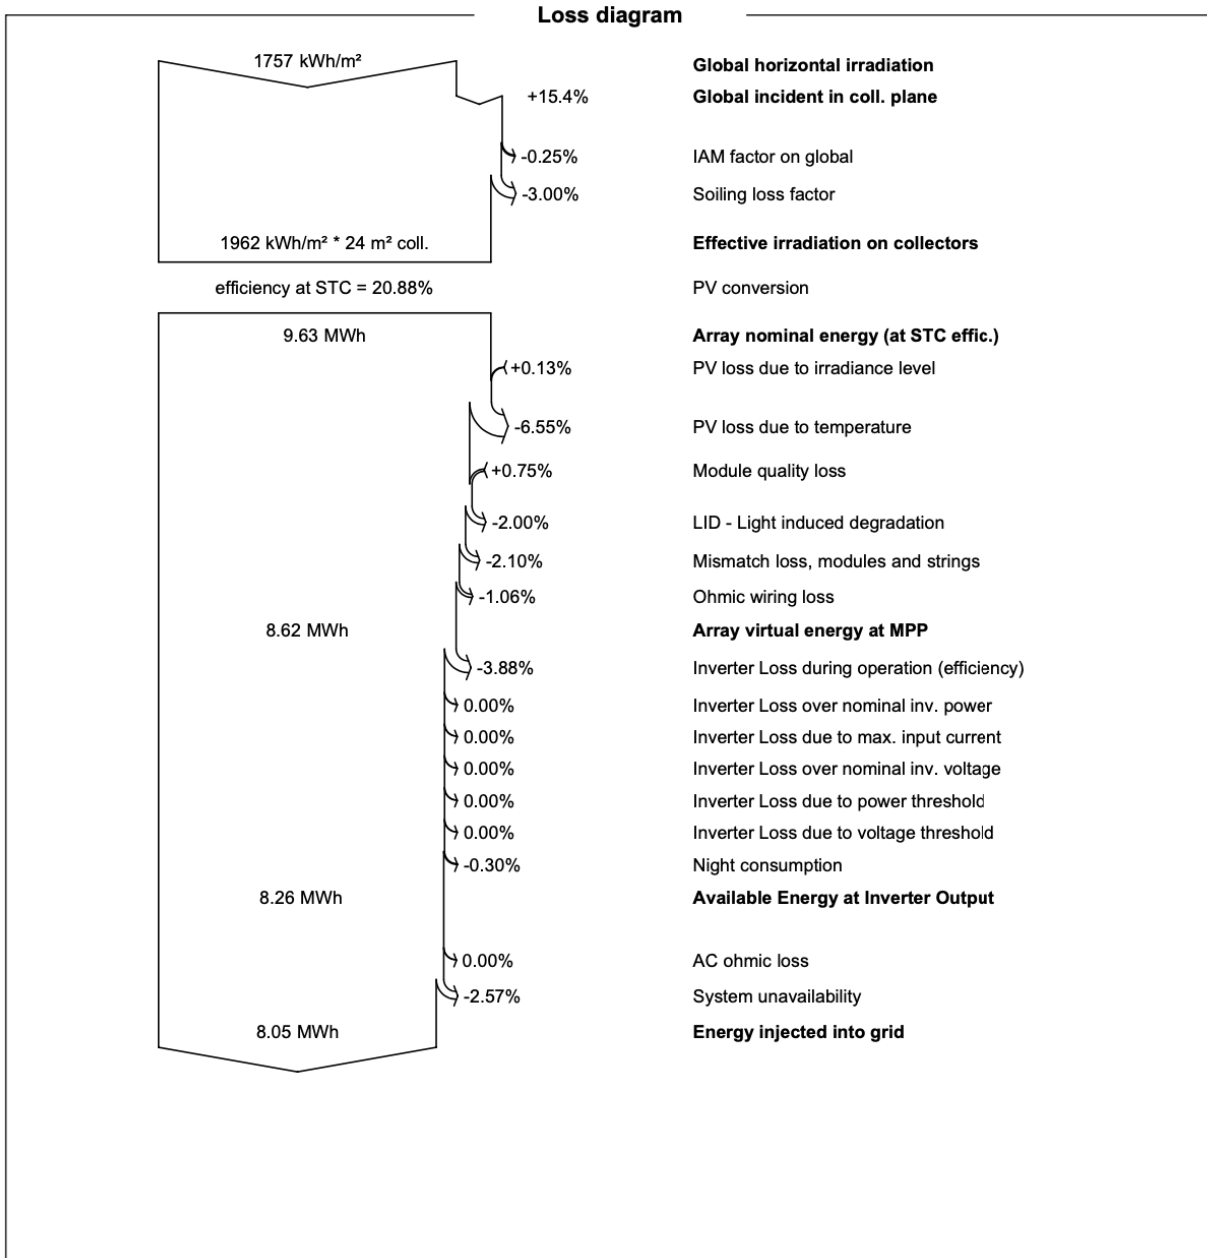 Loss diagram
1757 kWh/m²
Global horizontal irradiation
+15.4%
Global incident in coll. plane
-0.25%
IAM factor on global
-3.00%
Soiling loss factor
1962 kWh/m² * 24 m² coll.
Effective irradiation on collectors
efficiency at STC = 20.88%
PV conversion
9.63 MWh
Array nominal energy (at STC effic.)
+0.13%
PV loss due to irradiance level
-6.55%
PV loss due to temperature
+0.75%
Module quality loss
-2.00%
LID - Light induced degradation
-2.10%
Mismatch loss, modules and strings
-1.06%
Ohmic wiring loss
8.62 MWh
Array virtual energy at MPP
-3.88%
Inverter Loss during operation (efficiency)
0.00%
Inverter Loss over nominal inv. power
0.00%
Inverter Loss due to max. input current
0.00%
Inverter Loss over nominal inv. voltage
0.00%
Inverter Loss due to power threshold
0.00%
Inverter Loss due to voltage threshold
-0.30%
Night consumption
8.26 MWh
Available Energy at Inverter Output
0.00%
AC ohmic loss
-2.57%
System unavailability
8.05 MWh
Energy injected into grid